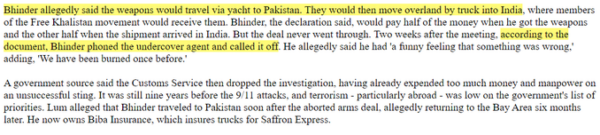 Bhinder allegedly said the weapons would travel via yacht to Pakistan. They would then move overland by truck into India, where members
of the Free Khalistan movement would receive them. Bhinder, the declaration said, would pay half of the money when he got the weapons
and the other half when the shipment arrived in India. But the deal never went through. Two weeks after the meeting, according to the
document, Bhinder phoned the undercover agent and called it off. He allegedly said he had 'a funny feeling that something was wrong,'
adding, 'We have been burned once before.'
A government source said the Customs Service then dropped the investigation, having already expended too much money and manpower on
an unsuccessful sting. It was still nine years before the 9/11 attacks, and terrorism - particularly abroad - was low on the government's list of
priorities. Lum alleged that Bhinder traveled to Pakistan soon after the aborted arms deal, allegedly returning to the Bay Area six months
later. He now owns Biba Insurance, which insures trucks for Saffron Express.